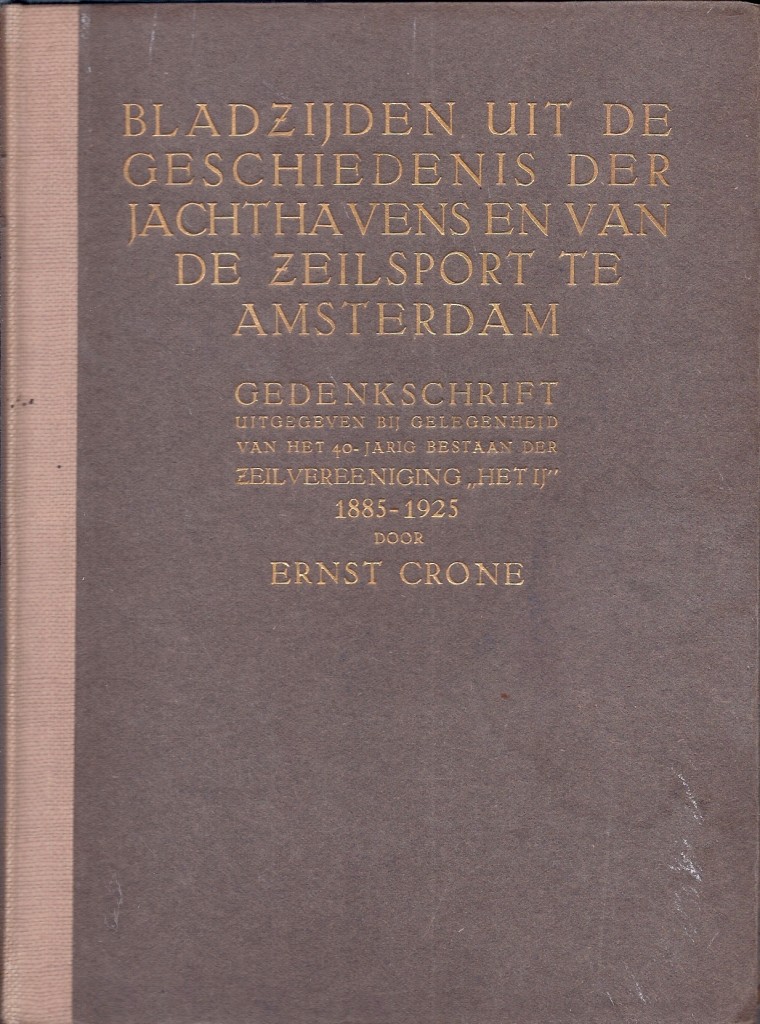 BLADZIJDEN UIT DE
GESCHIEDENIS DER
JACHTHAVENS EN VAN
DE ZEILSPORT TE
AMSTERDAM
GEDENKSCHRIFT
UITGEGEVEN BIJ GELEGENHEID
VAN HET 40-JARIG BESTAAN DER
ZEILVEREENIGING „HET IJ"
1885-1925
DOOR
ERNST CRONE